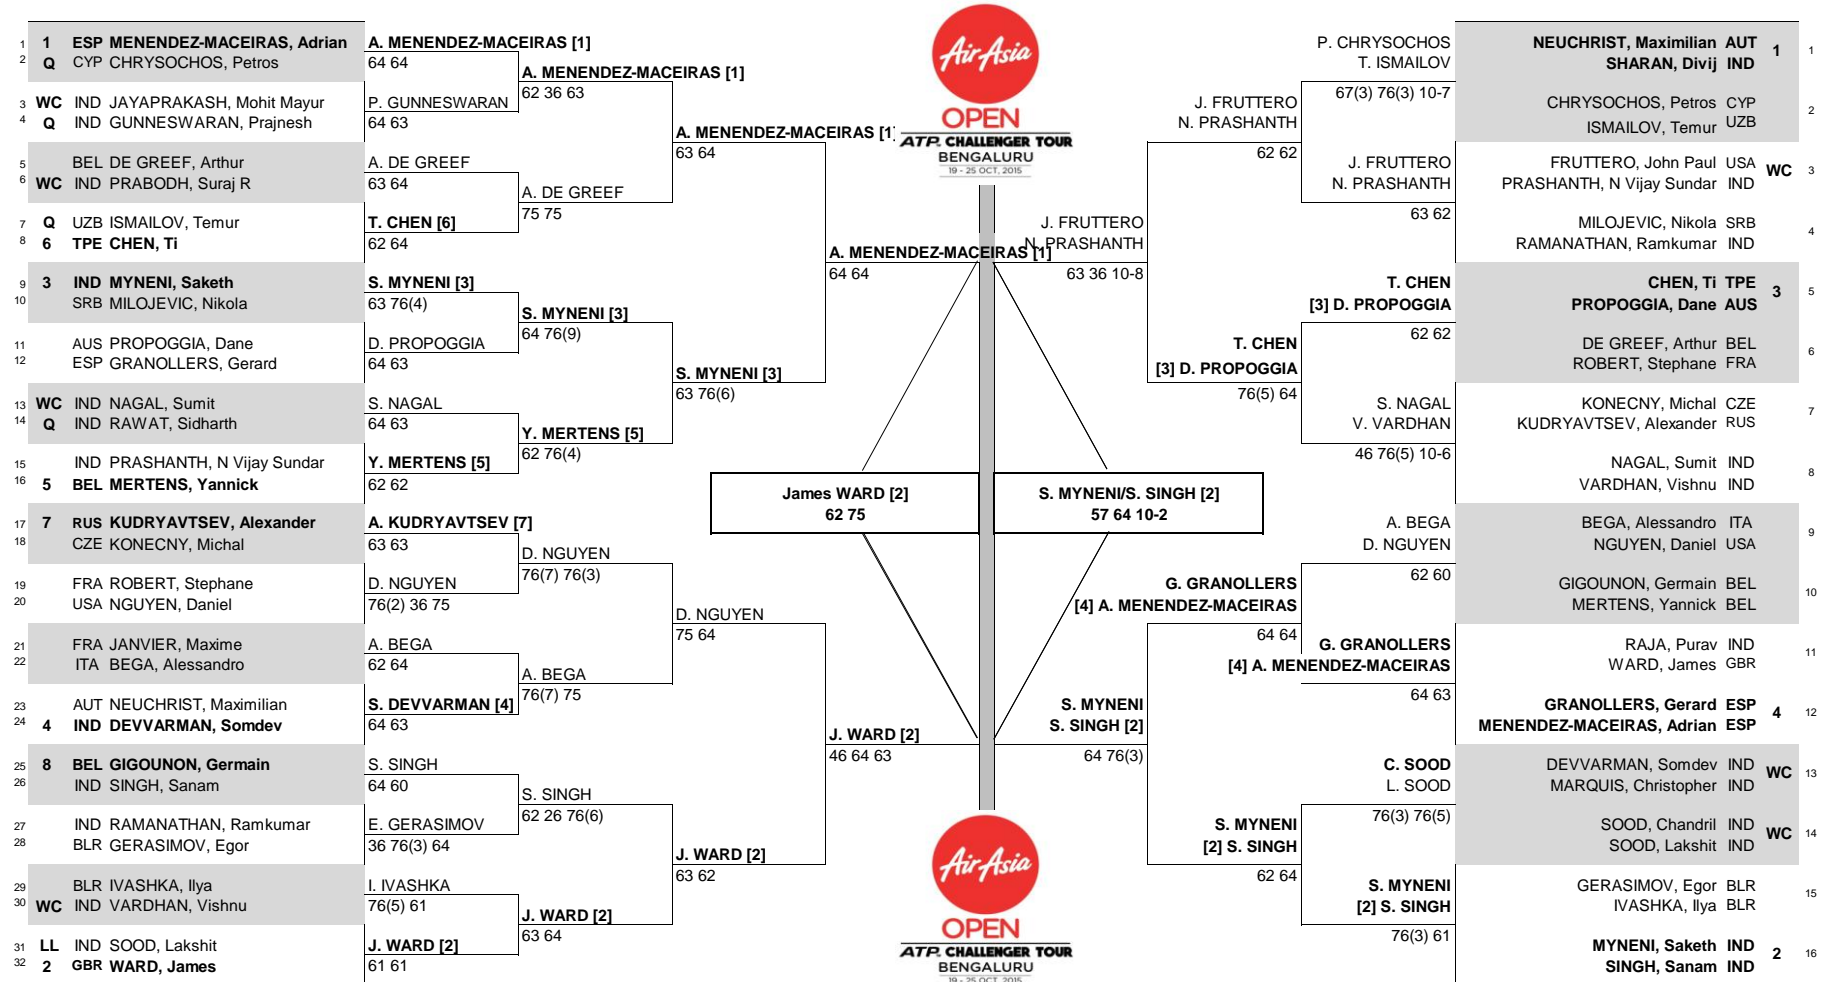 1 1 ESP MENENDEZ-MACEIRAS, Adrian
2 Q CYP CHRYSOCHOS, Petros
3 WC IND JAYAPRAKASH, Mohit Mayur
4 Q IND GUNNESWARAN, Prajnesh
5 BEL DE GREEF, Arthur
6 WC IND PRABODH, Suraj R
7 Q UZB ISMAILOV, Temur
8 6 TPE CHEN, Ti
9 3 IND MYNENI, Saketh
10 SRB MILOJEVIC, Nikola
11 AUS PROPOGGIA, Dane
12 ESP GRANOLLERS, Gerard
13 WC IND NAGAL, Sumit
14 Q IND RAWAT, Sidharth
15 IND PRASHANTH, N Vijay Sundar
16 5 BEL MERTENS, Yannick
17 7 RUS KUDRYAVTSEV, Alexander
18 CZE KONECNY, Michal
19 FRA ROBERT, Stephane
20 USA NGUYEN, Daniel
21 FRA JANVIER, Maxime
22 ITA BEGA, Alessandro
23 AUT NEUCHRIST, Maximilian
24 4 IND DEVVARMAN, Somdev
25 8 BEL GIGOUNON, Germain
26 IND SINGH, Sanam
27 IND RAMANATHAN, Ramkumar
28 BLR GERASIMOV, Egor
29 BLR IVASHKA, Ilya
30 WC IND VARDHAN, Vishnu
31 LL IND SOOD, Lakshit
32 2 GBR WARD, James
A. MENENDEZ-MACEIRAS [1]
64 64
P. GUNNESWARAN
64 63
A. DE GREEF
63 64
T. CHEN [6]
62 64
S. MYNENI [3]
63 76(4)
D. PROPOGGIA
64 63
S. NAGAL
64 63
Y. MERTENS [5]
62 62
A. KUDRYAVTSEV [7]
63 63
D. NGUYEN
76(2) 36 75
A. BEGA
62 64
S. DEVVARMAN [4]
64 63
S. SINGH
64 60
E. GERASIMOV
36 76(3) 64
I. IVASHKA
76(5) 61
J. WARD [2]
61 61
A. MENENDEZ-MACEIRAS [1]
62 36 63
A. DE GREEF
75 75
S. MYNENI [3]
64 76(9)
Y. MERTENS [5]
62 76(4)
D. NGUYEN
76(7) 76(3)
A. BEGA
76(7) 75
S. SINGH
62 26 76(6)
J. WARD [2]
63 64
A. MENENDEZ-MACEIRAS [1]
63 64
S. MYNENI [3]
63 76(6)
D. NGUYEN
75 64
J. WARD [2]
63 62
A. MENENDEZ-MACEIRAS [1]
64 64
J. WARD [2]
46 64 63
James WARD [2]
62 75
AirAsia
OPEN
ATP CHALLENGER TOUR
BENGALURU
19 - 25 OCT, 2015
S. MYNENI/S. SINGH [2]
57 64 10-2
AirAsia
OPEN
ATP CHALLENGER TOUR
BENGALURU
19 - 25 OCT, 2015
J. FRUTTERO
N. PRASHANTH
63 36 10-8
S. MYNENI
S. SINGH [2]
64 76(3)
J. FRUTTERO
N. PRASHANTH
62 62
T. CHEN
[3] D. PROPOGGIA
76(5) 64
G. GRANOLLERS
[4] A. MENENDEZ-MACEIRAS
64 64
S. MYNENI
[2] S. SINGH
62 64
P. CHRYSOCHOS
T. ISMAILOV
67(3) 76(3) 10-7
J. FRUTTERO
N. PRASHANTH
63 62
T. CHEN
[3] D. PROPOGGIA
62 62
S. NAGAL
V. VARDHAN
46 76(5) 10-6
A. BEGA
D. NGUYEN
62 60
G. GRANOLLERS
[4] A. MENENDEZ-MACEIRAS
64 63
C. SOOD
L. SOOD
76(3) 76(5)
S. MYNENI
[2] S. SINGH
76(3) 61
NEUCHRIST, Maximilian AUT
SHARAN, Divij IND
1 1
CHRYSOCHOS, Petros CYP
ISMAILOV, Temur UZB
2
FRUTTERO, John Paul USA
PRASHANTH, N Vijay Sundar IND
WC 3
MILOJEVIC, Nikola SRB
RAMANATHAN, Ramkumar IND
4
CHEN, Ti TPE
PROPOGGIA, Dane AUS
3 5
DE GREEF, Arthur BEL
ROBERT, Stephane FRA
6
KONECNY, Michal CZE
KUDRYAVTSEV, Alexander RUS
7
NAGAL, Sumit IND
VARDHAN, Vishnu IND
8
BEGA, Alessandro ITA
NGUYEN, Daniel USA
9
GIGOUNON, Germain BEL
MERTENS, Yannick BEL
10
RAJA, Purav IND
WARD, James GBR
11
GRANOLLERS, Gerard ESP
MENENDEZ-MACEIRAS, Adrian ESP
4 12
DEVVARMAN, Somdev IND
MARQUIS, Christopher IND
WC 13
SOOD, Chandril IND
SOOD, Lakshit IND
WC 14
GERASIMOV, Egor BLR
IVASHKA, Ilya BLR
15
MYNENI, Saketh IND
SINGH, Sanam IND
2 16